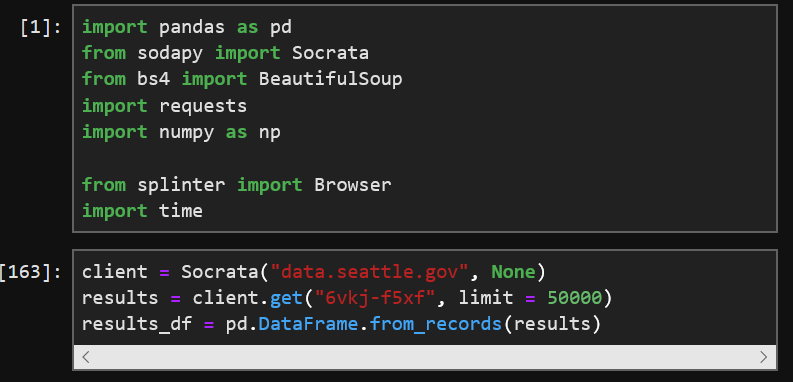 [1]:
import pandas as pd
from sodapy import Socrata
from bs4 import BeautifulSoup
import requests
import numpy as np
from splinter import Browser
import time
[163]:
client = Socrata("data.seattle.gov", None)
results = client.get("6vkj-f5xf", limit = 50000)
results_df = pd.DataFrame.from_records(results)